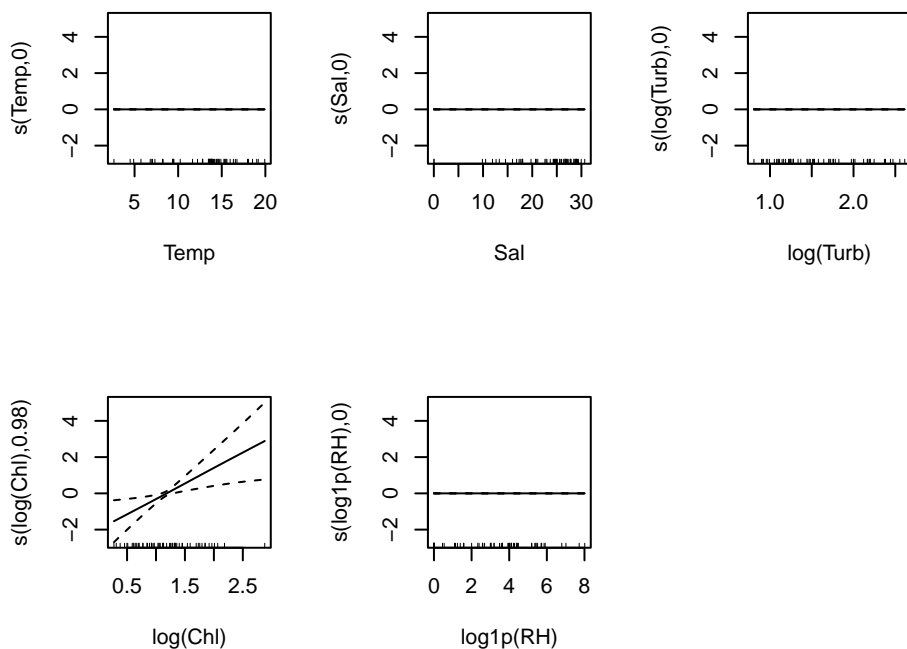 s(Temp,0)
4
2
0
−2
5 10 15 20
Temp
s(Sal,0)
4
2
0
−2
0 10 20 30
Sal
s(log(Turb),0)
4
2
0
−2
1.0 2.0
log(Turb)
s(log(Chl),0.98)
4
2
0
−2
0.5 1.5 2.5
log(Chl)
s(log1p(RH),0)
4
2
0
−2
0 2 4 6 8
log1p(RH)